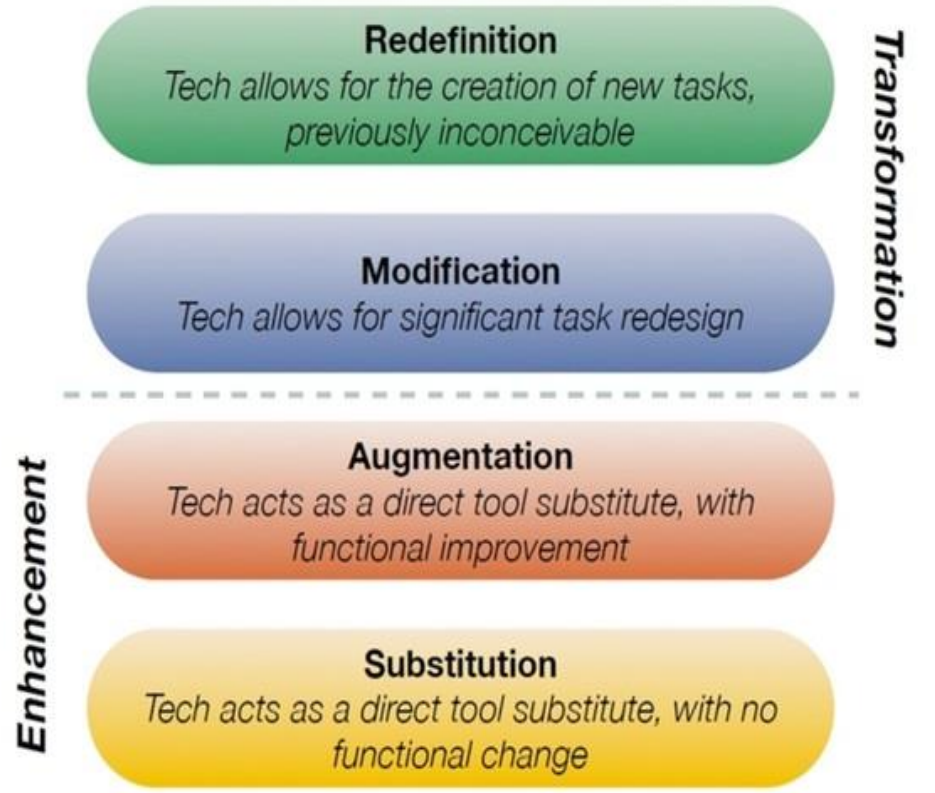 Redefinition
Tech allows for the creation of new tasks,
previously inconceivable
Transformation
Modification
Tech allows for significant task redesign
Augmentation
Tech acts as a direct tool substitute, with
functional improvement
Enhancement
Substitution
Tech acts as a direct tool substitute, with no
functional change